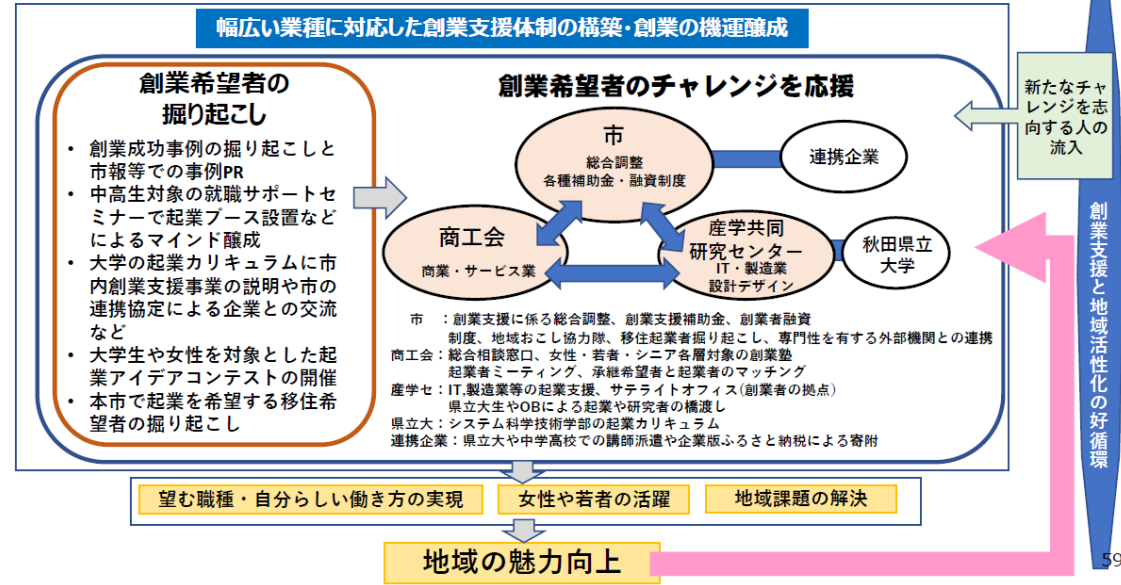 幅広い業種に対応した創業支援体制の構築・創業の機運醸成
創業希望者の
掘り起こし
・ 創業成功事例の掘り起こしと
市報等での事例PR
・ 中高生対象の就職サポートセ
ミナーで起業ブース設置など
によるマインド醸成
・ 大学の起業カリキュラムに市
内創業支援事業の説明や市の
連携協定による企業との交流
など
・ 大学生や女性を対象とした起
業アイデアコンテストの開催
・ 本市で起業を希望する移住希
望者の掘り起こし
創業希望者のチャレンジを応援
市
総合調整
各種補助金・融資制度
連携企業
商工会
商業・サービス業
産学共同
研究センター
IT・製造業
設計デザイン
秋田県立
大学
市 :創業支援に係る総合調整、創業支援補助金、創業者融資
制度、地域おこし協力隊、移住起業者掘り起こし、専門性を有する外部機関との連携
商工会:総合相談窓口、女性・若者・シニア各層対象の創業塾
起業者ミーティング、承継希望者と起業者のマッチング
産学セ:IT,製造業等の起業支援、サテライトオフィス(創業者の拠点)
県立大生やOBによる起業や研究者の橋渡し
県立大:システム科学技術学部の起業カリキュラム
連携企業:県立大や中学高校での講師派遣や企業版ふるさと納税による寄附
新たなチャ
レンジを志
向する人の
流入
創業支援と地域活性化の好循環
望む職種・自分らしい働き方の実現
女性や若者の活躍
地域課題の解決
地域の魅力向上
59